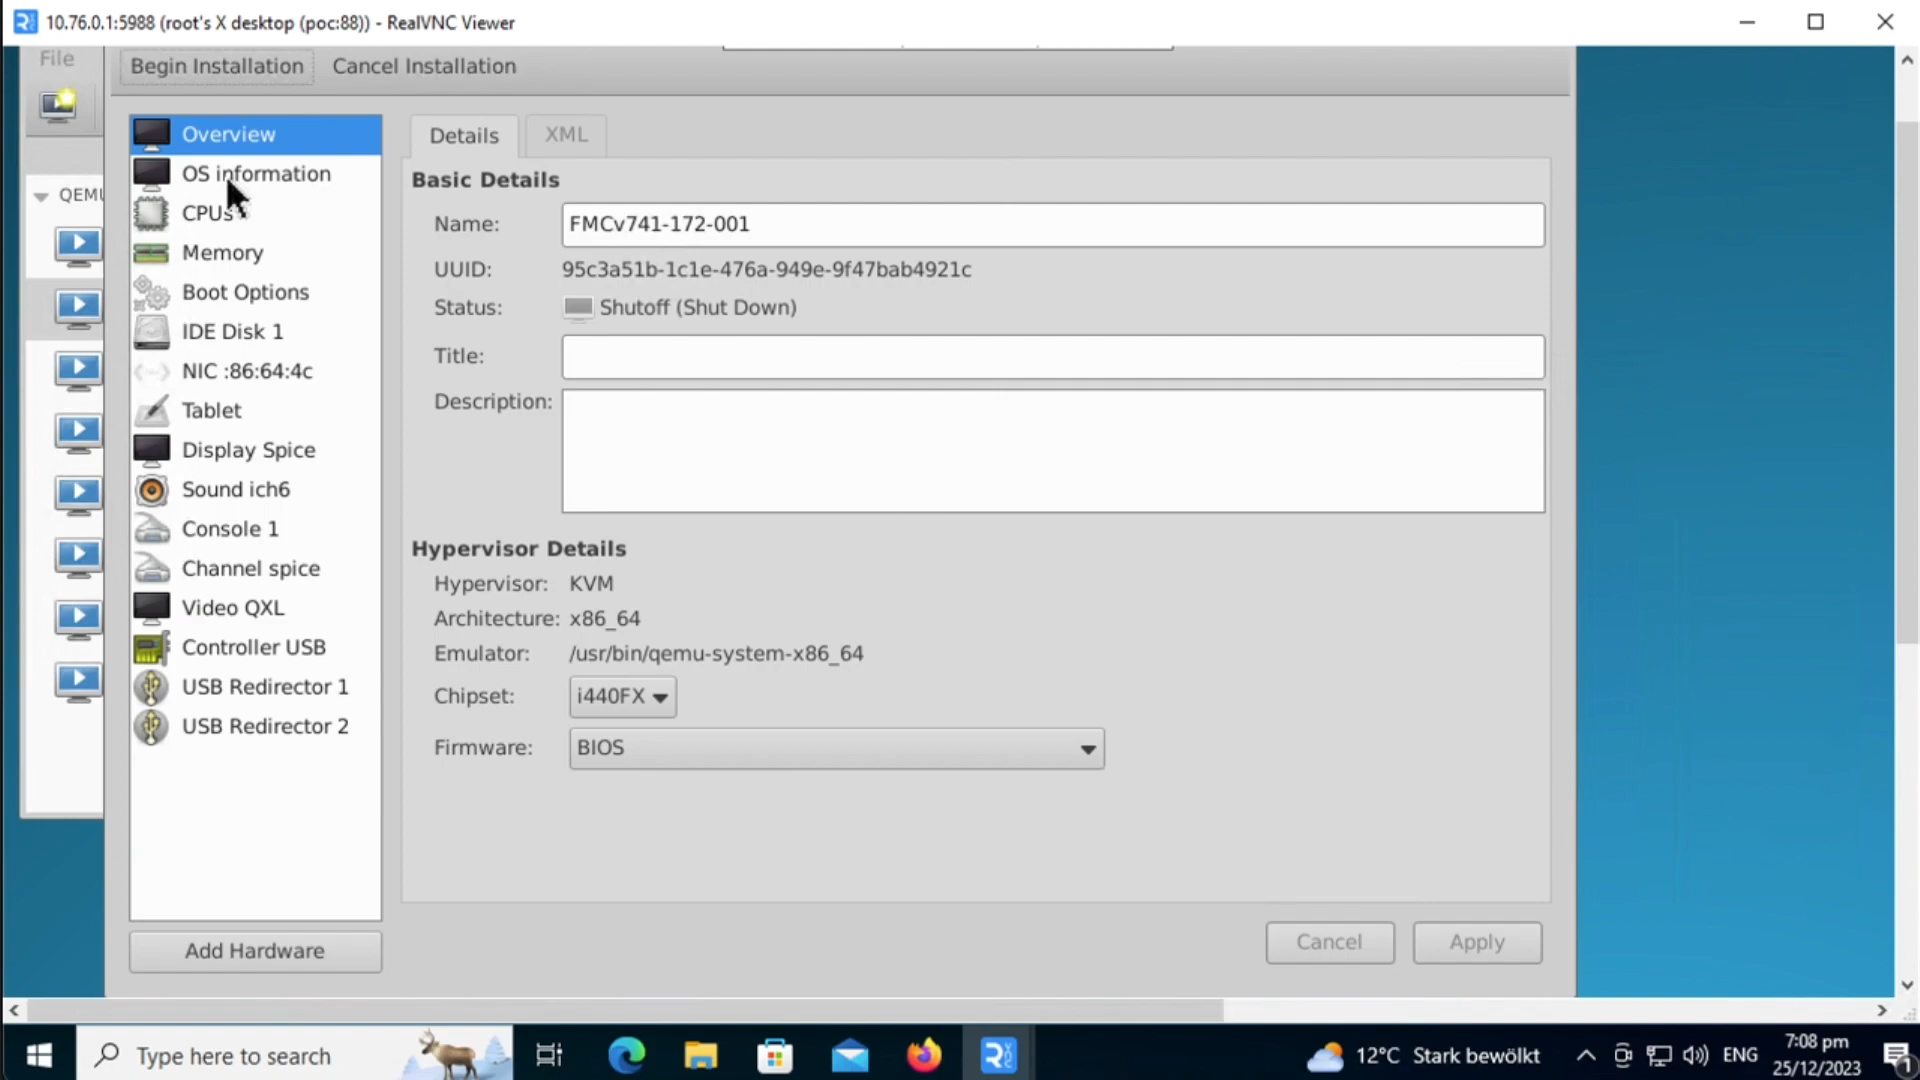 10.76.0.1:5988 (root's X desktop (poc:88)) - RealVNC Viewer
File
Begin Installation
Cancel Installation
QEMU
Overview
OS information
CPUs
Memory
Boot Options
IDE Disk 1
NIC :86:64:4c
Tablet
Display Spice
Sound ich6
Console 1
Channel spice
Video QXL
Controller USB
USB Redirector 1
USB Redirector 2
Add Hardware
Details
XML
Basic Details
Name: FMCv741-172-001
UUID: 95c3a51b-1c1e-476a-949e-9f47bab4921c
Status: Shutoff (Shut Down)
Title:
Description:
Hypervisor Details
Hypervisor: KVM
Architecture: x86_64
Emulator: /usr/bin/qemu-system-x86_64
Chipset: i440FX
Firmware: BIOS
Cancel
Apply
Type here to search
12°C Stark bewölkt
ENG
7:08 pm
25/12/2023
1